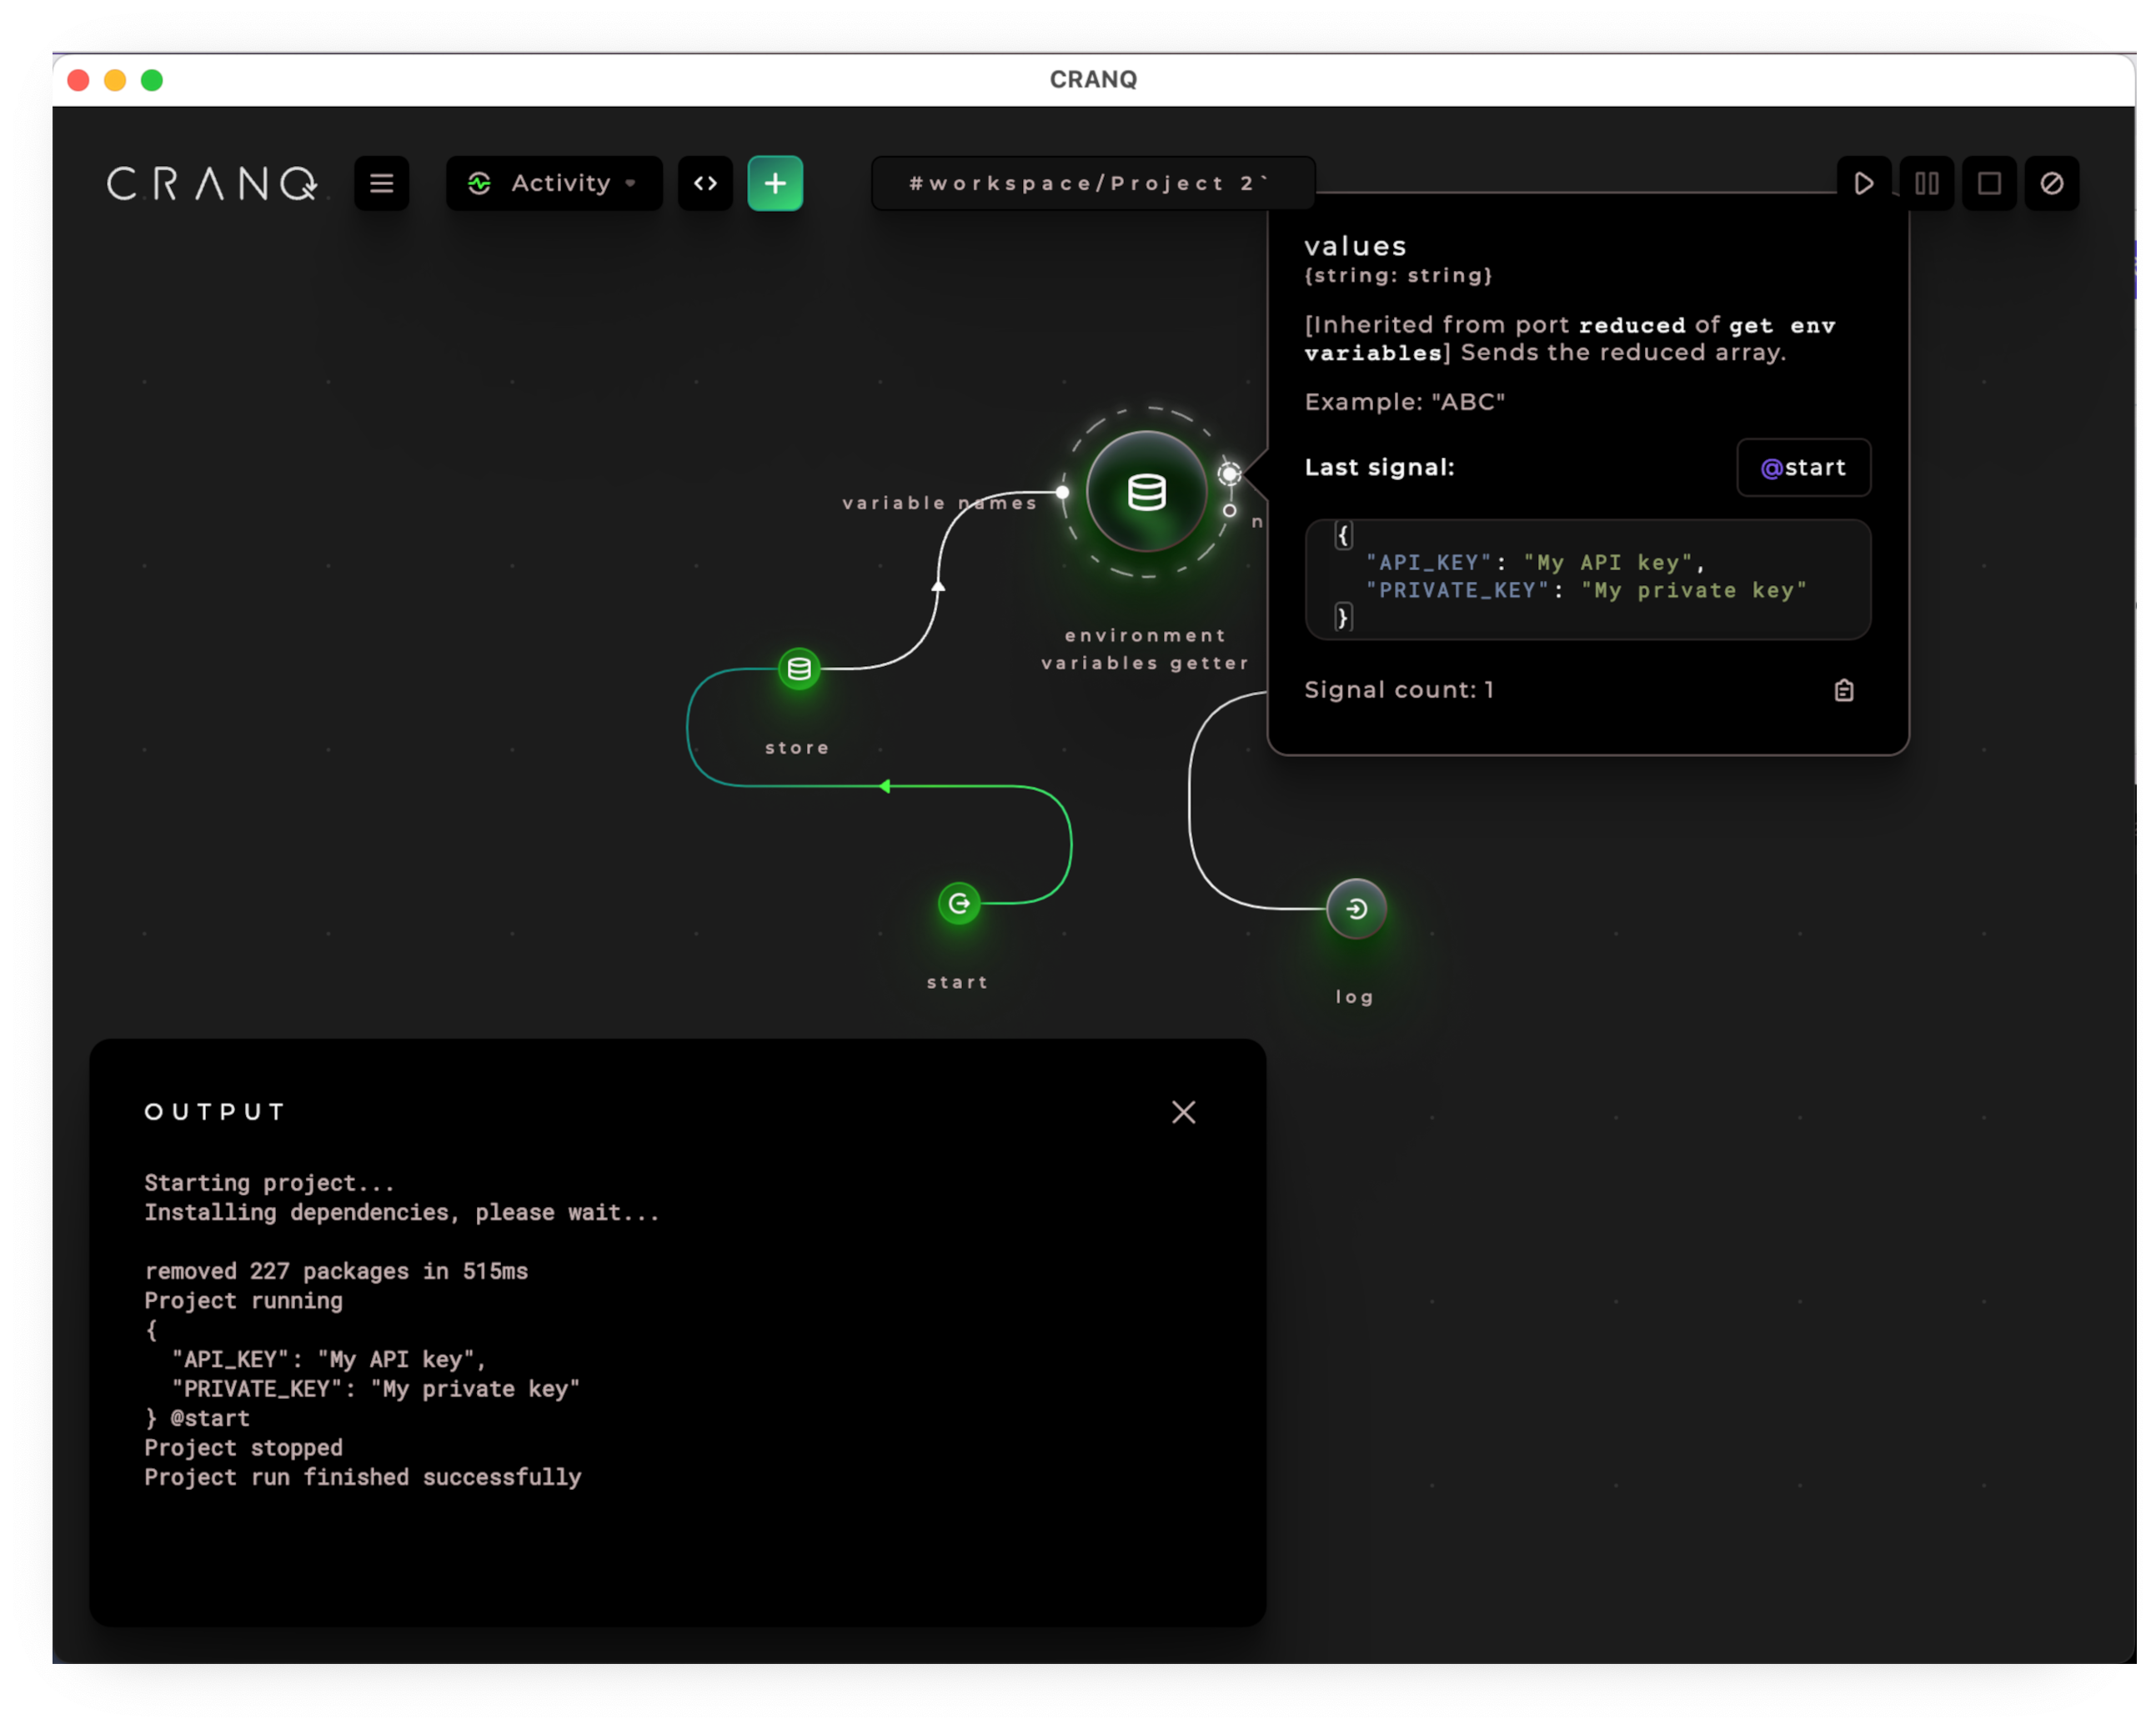 CRANQ
CRANQ
Activity
#workspace/Project 2`
values
{string: string}
[Inherited from port reduced of get env
variables] Sends the reduced array.
Example: "ABC"
Last signal:
@start
{
"API_KEY": "My API key",
"PRIVATE_KEY": "My private key"
}
Signal count: 1
variable names
n
environment
variables getter
store
start
log
OUTPUT
Starting project...
Installing dependencies, please wait...
removed 227 packages in 515ms
Project running
{
"API_KEY": "My API key",
"PRIVATE_KEY": "My private key"
} @start
Project stopped
Project run finished successfully